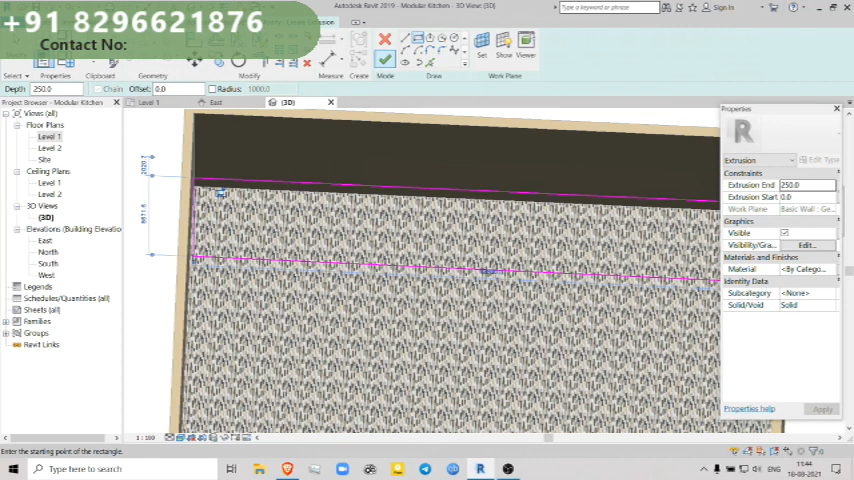 +91 8296621876
Contact No:
Autodesk Revit 2019 - Modular Kitchen - 3D View: {3D}
Type a keyword or phrase
Sign In
Select
Properties
Clipboard
Geometry
Modify
Measure
Create
Mode
Draw
Work Plane
Set
Show
Viewer
Depth 250.0
Chain
Offset: 0.0
Radius:
1000.0
Project Browser - Modular Kitchen
Level 1
East
{3D}
Views (all)
Floor Plans
Level 1
Level 2
Site
Ceiling Plans
Level 1
Level 2
3D Views
{3D}
Elevations (Building Elevation
East
North
South
West
Legends
Schedules/Quantities (all)
Sheets (all)
Families
Groups
Revit Links
Properties
Extrusion
Edit Type
Constraints
Extrusion End 250.0
Extrusion Start 0.0
Work Plane Basic Wall : Ge...
Graphics
Visible
Visibility/Gra... Edit...
Materials and Finishes
Material <By Catego...
Identity Data
Subcategory <None>
Solid/Void Solid
Properties help
Apply
1 : 100
Enter the starting point of the rectangle.
Type here to search
ENG
11:44
18-08-2021